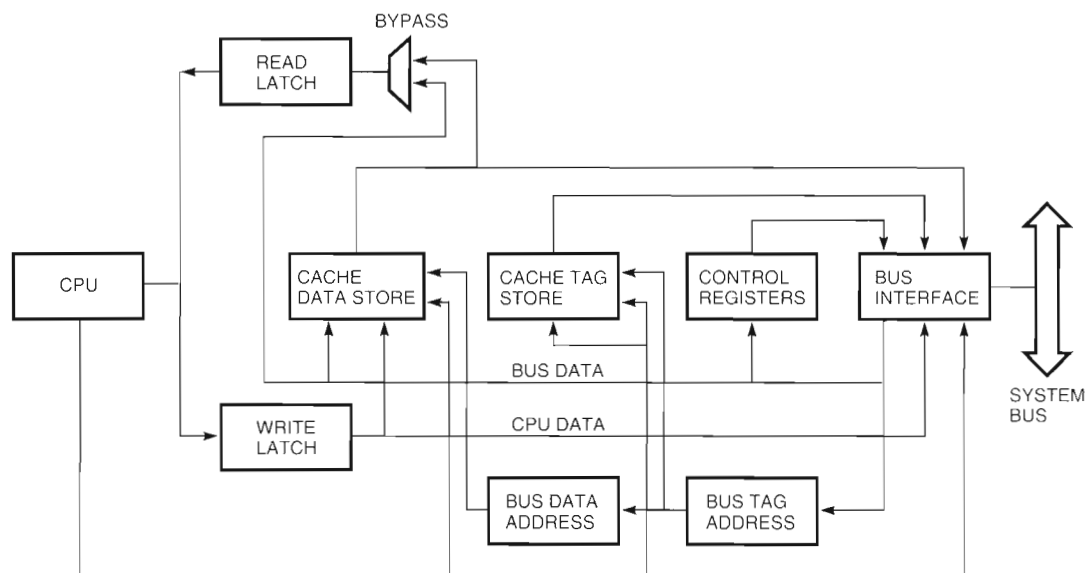 BYPASS
READ
LATCH
CPU
CACHE
DATA STORE
CACHE TAG
STORE
CONTROL
REGISTERS
BUS
INTERFACE
BUS DATA
SYSTEM
BUS
WRITE
LATCH
CPU DATA
BUS DATA
ADDRESS
BUS TAG
ADDRESS